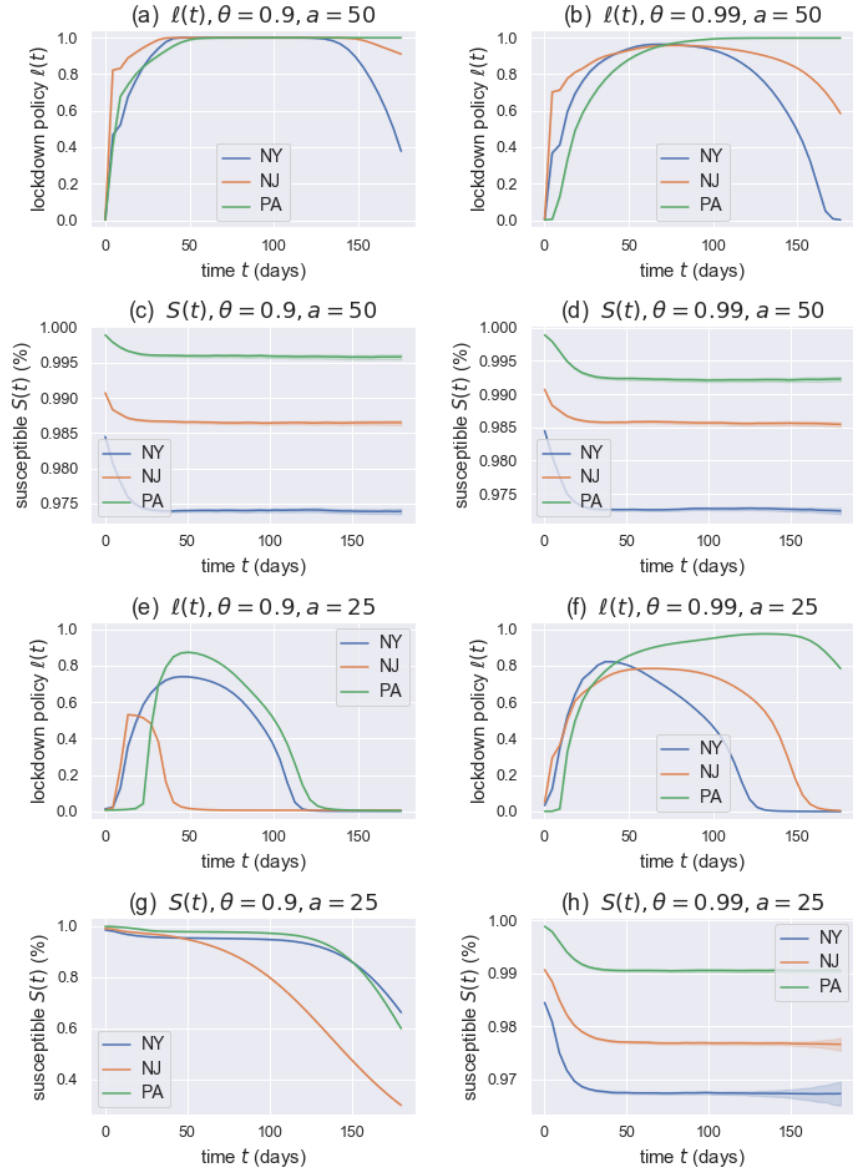 (a) ℓ(t), θ = 0.9, a = 50
lockdown policy ℓ(t)
1.0
0.8
0.6
0.4
0.2
0.0
NY
NJ
PA
0 50 100 150
time t (days)
(b) ℓ(t), θ = 0.99, a = 50
lockdown policy ℓ(t)
1.0
0.8
0.6
0.4
0.2
0.0
NY
NJ
PA
0 50 100 150
time t (days)
(c) S(t), θ = 0.9, a = 50
susceptible S(t) (%)
1.000
0.995
0.990
0.985
0.980
0.975
NY
NJ
PA
0 50 100 150
time t (days)
(d) S(t), θ = 0.99, a = 50
susceptible S(t) (%)
1.000
0.995
0.990
0.985
0.980
0.975
NY
NJ
PA
0 50 100 150
time t (days)
(e) ℓ(t), θ = 0.9, a = 25
lockdown policy ℓ(t)
1.0
0.8
0.6
0.4
0.2
0.0
NY
NJ
PA
0 50 100 150
time t (days)
(f) ℓ(t), θ = 0.99, a = 25
lockdown policy ℓ(t)
1.0
0.8
0.6
0.4
0.2
0.0
NY
NJ
PA
0 50 100 150
time t (days)
(g) S(t), θ = 0.9, a = 25
susceptible S(t) (%)
1.0
0.8
0.6
0.4
NY
NJ
PA
0 50 100 150
time t (days)
(h) S(t), θ = 0.99, a = 25
susceptible S(t) (%)
1.00
0.99
0.98
0.97
NY
NJ
PA
0 50 100 150
time t (days)